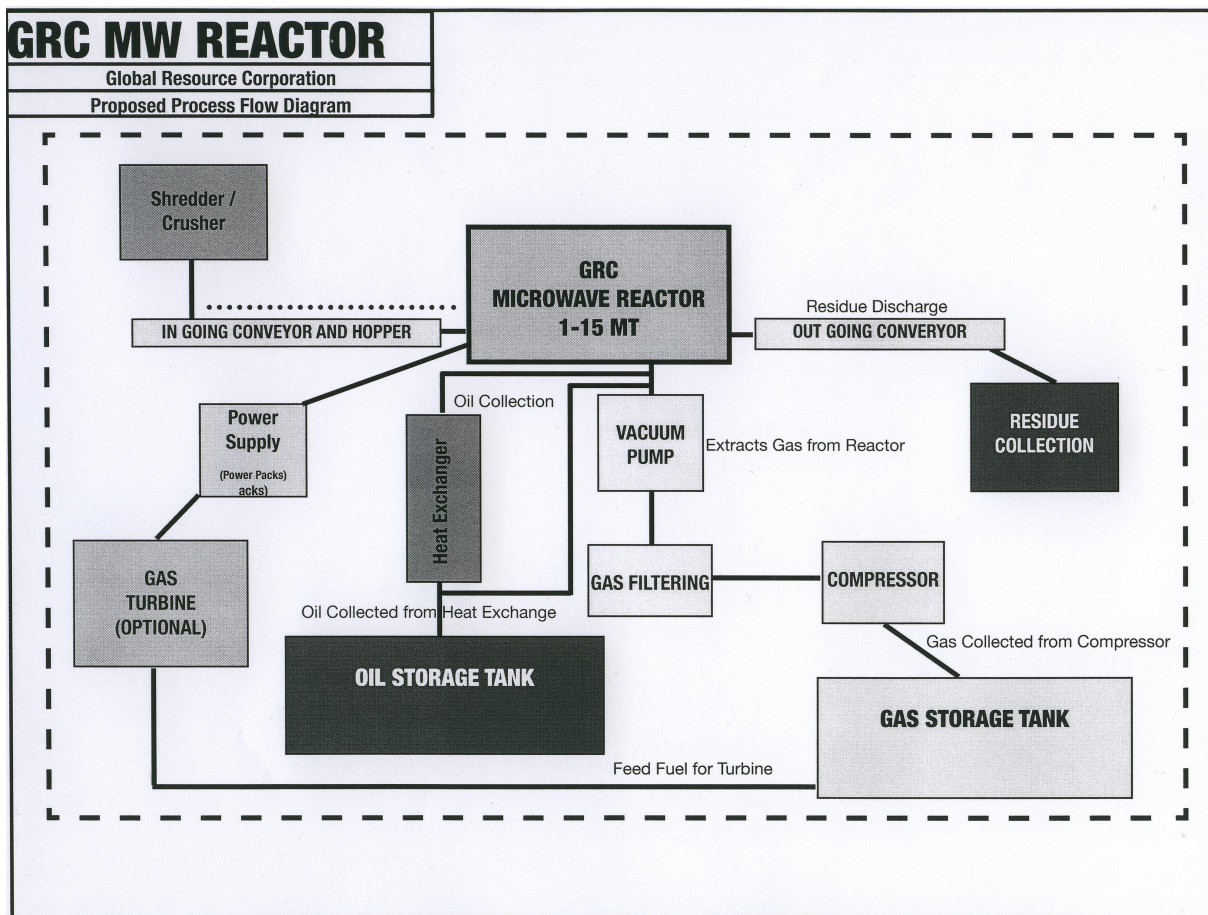 GRC MW REACTOR
Global Resource Corporation
Proposed Process Flow Diagram
Shredder /
Crusher
GRC
MICROWAVE REACTOR
1-15 MT
IN GOING CONVEYOR AND HOPPER
Residue Discharge
OUT GOING CONVERYOR
Power
Supply
(Power Packs)
acks)
Oil Collection
Heat Exchanger
VACUUM
PUMP
Extracts Gas from Reactor
RESIDUE
COLLECTION
GAS
TURBINE
(OPTIONAL)
GAS FILTERING
COMPRESSOR
Oil Collected from Heat Exchange
Gas Collected from Compressor
OIL STORAGE TANK
GAS STORAGE TANK
Feed Fuel for Turbine